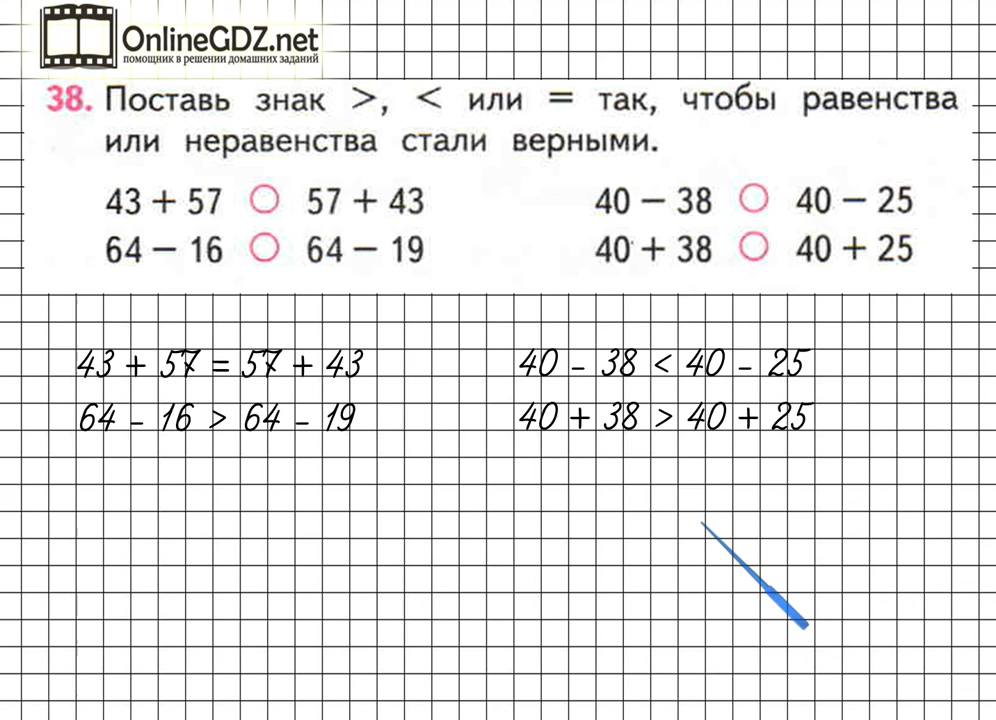 OnlineGDZ.net
помощник в решении домашних заданий
38. Поставь знак >, < или = так, чтобы равенства
или неравенства стали верными.
43 + 57 ○ 57 + 43 40 − 38 ○ 40 − 25
64 − 16 ○ 64 − 19 40 + 38 ○ 40 + 25
43 + 57 = 57 + 43 40 - 38 < 40 - 25
64 - 16 > 64 - 19 40 + 38 > 40 + 25